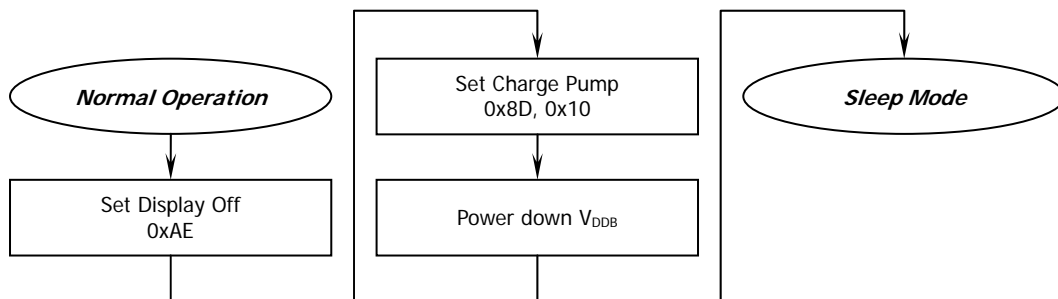 Normal Operation
Set Display Off
0xAE
Set Charge Pump
0x8D, 0x10
Power down VDDB
Sleep Mode